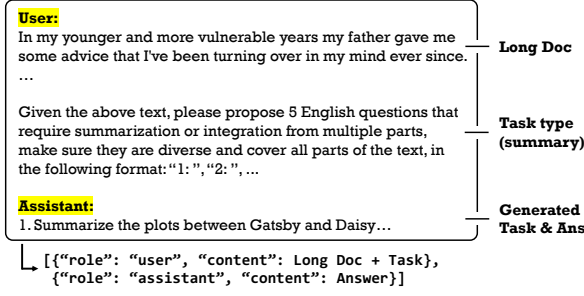 User:
In my younger and more vulnerable years my father gave me
some advice that I've been turning over in my mind ever since.
…
Long Doc
Given the above text, please propose 5 English questions that
require summarization or integration from multiple parts,
make sure they are diverse and cover all parts of the text, in
the following format: "1: ", "2: ", ...
Task type
(summary)
Assistant:
1. Summarize the plots between Gatsby and Daisy…
Generated
Task & Ans
[{"role": "user", "content": Long Doc + Task},
{"role": "assistant", "content": Answer}]